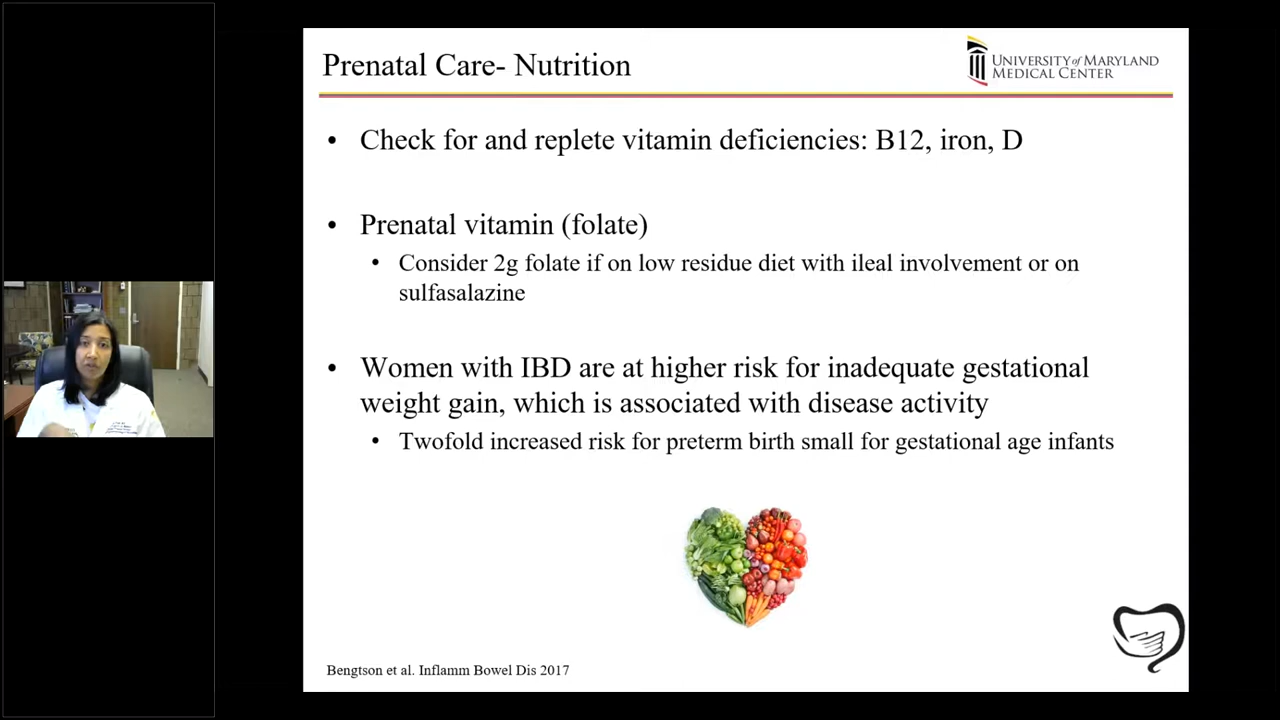 Prenatal Care- Nutrition
UNIVERSITY of MARYLAND
MEDICAL CENTER
• Check for and replete vitamin deficiencies: B12, iron, D
• Prenatal vitamin (folate)
• Consider 2g folate if on low residue diet with ileal involvement or on
sulfasalazine
• Women with IBD are at higher risk for inadequate gestational
weight gain, which is associated with disease activity
• Twofold increased risk for preterm birth small for gestational age infants
Bengtson et al. Inflamm Bowel Dis 2017